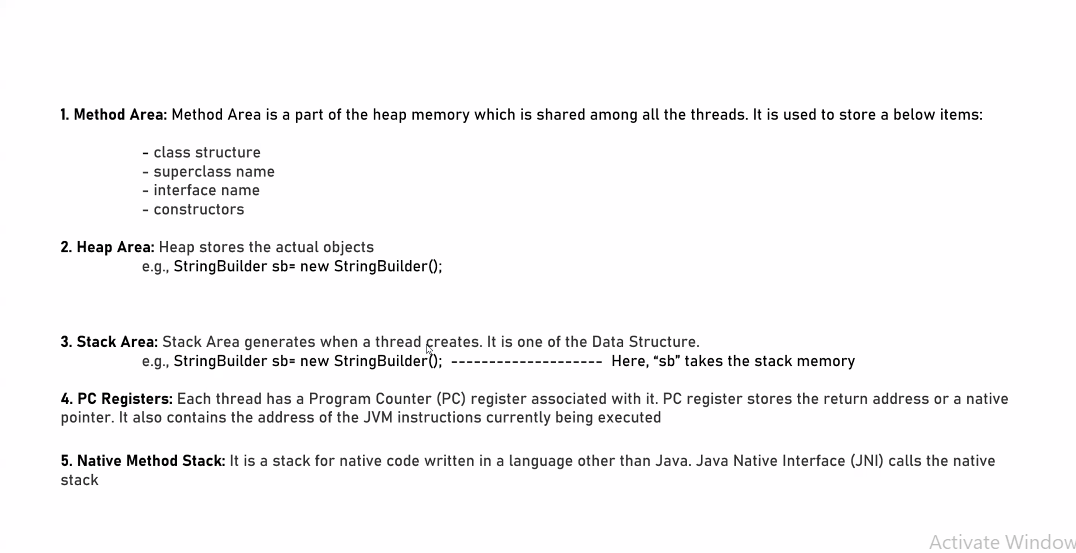 1. Method Area: Method Area is a part of the heap memory which is shared among all the threads. It is used to store a below items:
- class structure
- superclass name
- interface name
- constructors
2. Heap Area: Heap stores the actual objects
e.g., StringBuilder sb= new StringBuilder();
3. Stack Area: Stack Area generates when a thread creates. It is one of the Data Structure.
e.g., StringBuilder sb= new StringBuilder(); -------------------- Here, “sb” takes the stack memory
4. PC Registers: Each thread has a Program Counter (PC) register associated with it. PC register stores the return address or a native
pointer. It also contains the address of the JVM instructions currently being executed
5. Native Method Stack: It is a stack for native code written in a language other than Java. Java Native Interface (JNI) calls the native
stack
Activate Window